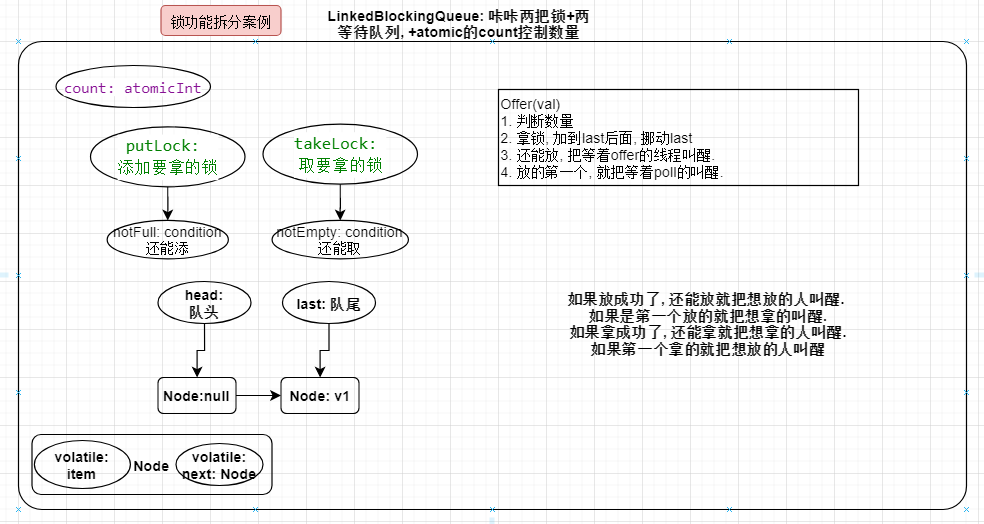 锁功能拆分案例
LinkedBlockingQueue: 咔咔两把锁+两
等待队列, +atomic的count控制数量
count: atomicInt
putLock:
添加要拿的锁
takeLock:
取要拿的锁
notFull: condition
还能添
notEmpty: condition
还能取
Offer(val)
1. 判断数量
2. 拿锁, 加到last后面, 挪动last
3. 还能放, 把等着offer的线程叫醒.
4. 放的第一个, 就把等着poll的叫醒.
head:
队头
last: 队尾
Node:null
Node: v1
如果放成功了, 还能放就把想放的人叫醒.
如果是第一个放的就把想拿的叫醒.
如果拿成功了, 还能拿就把想拿的人叫醒.
如果第一个拿的就把想放的人叫醒
volatile:
item
Node
volatile:
next: Node